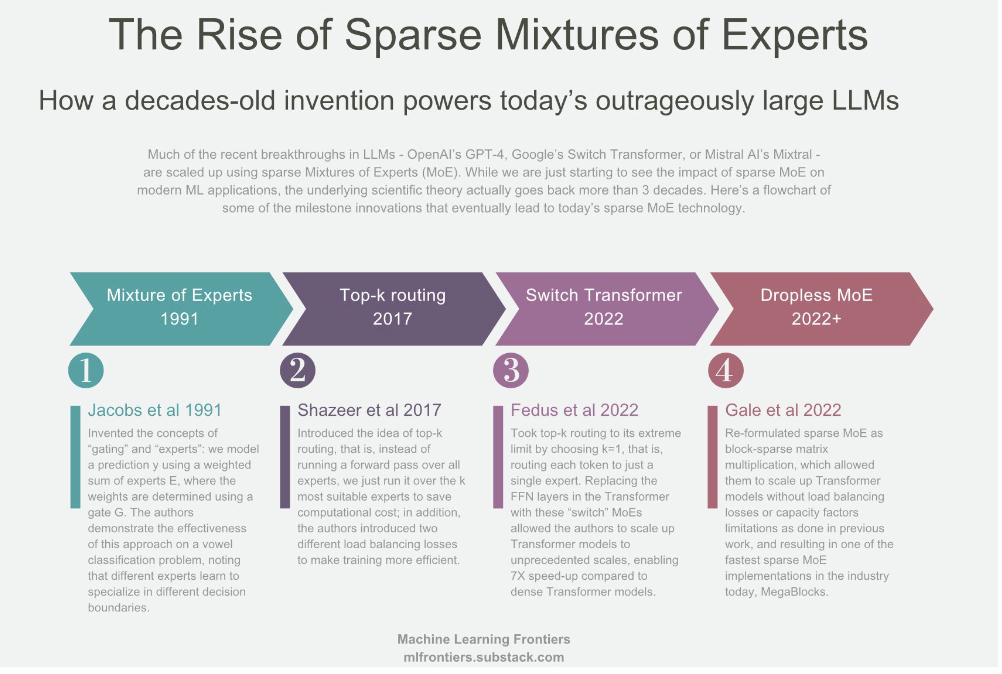 The Rise of Sparse Mixtures of Experts
How a decades-old invention powers today's outrageously large LLMs
Much of the recent breakthroughs in LLMs - OpenAI's GPT-4, Google's Switch Transformer, or Mistral AI's Mixtral -
are scaled up using sparse Mixtures of Experts (MoE). While we are just starting to see the impact of sparse MoE on
modern ML applications, the underlying scientific theory actually goes back more than 3 decades. Here's a flowchart of
some of the milestone innovations that eventually lead to today's sparse MoE technology.
Mixture of Experts
1991
1
Jacobs et al 1991
Invented the concepts of
“gating” and “experts”: we model
a prediction y using a weighted
sum of experts E, where the
weights are determined using a
gate G. The authors
demonstrate the effectiveness
of this approach on a vowel
classification problem, noting
that different experts learn to
specialize in different decision
boundaries.
Top-k routing
2017
2
Shazeer et al 2017
Introduced the idea of top-k
routing, that is, instead of
running a forward pass over all
experts, we just run it over the k
most suitable experts to save
computational cost; in addition,
the authors introduced two
different load balancing losses
to make training more efficient.
Switch Transformer
2022
3
Fedus et al 2022
Took top-k routing to its extreme
limit by choosing k=1, that is,
routing each token to just a
single expert. Replacing the
FFN layers in the Transformer
with these “switch” MoEs
allowed the authors to scale up
Transformer models to
unprecedented scales, enabling
7X speed-up compared to
dense Transformer models.
Dropless MoE
2022+
4
Gale et al 2022
Re-formulated sparse MoE as
block-sparse matrix
multiplication, which allowed
them to scale up Transformer
models without load balancing
losses or capacity factors
limitations as done in previous
work, and resulting in one of the
fastest sparse MoE
implementations in the industry
today, MegaBlocks.
Machine Learning Frontiers
mlfrontiers.substack.com